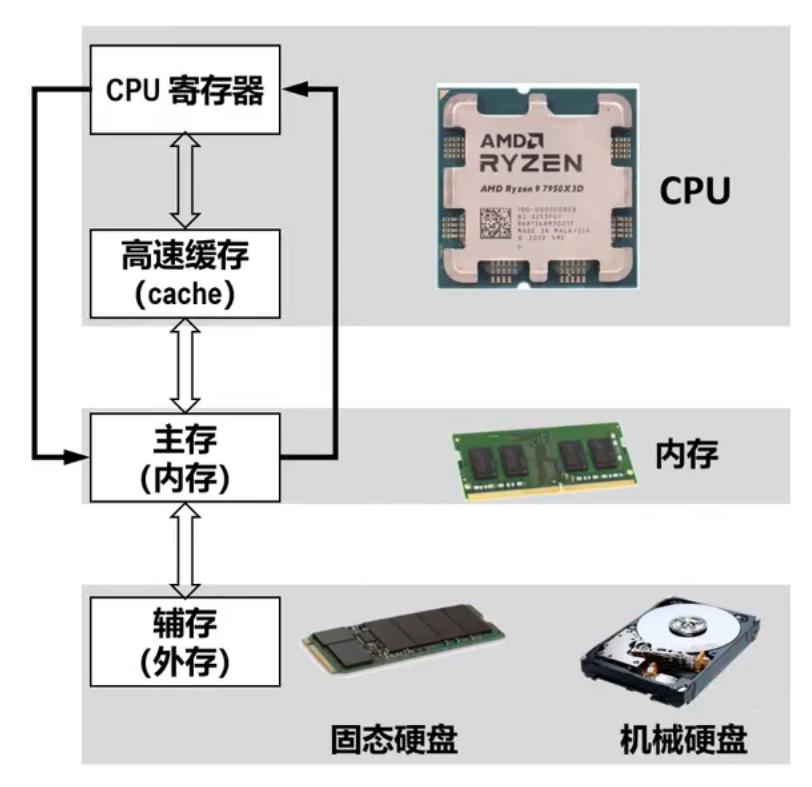 CPU 寄存器
AMD
RYZEN
AMD Ryzen 9 7950X3D
CPU
高速缓存
(cache)
主存
(内存)
内存
辅存
(外存)
固态硬盘
机械硬盘